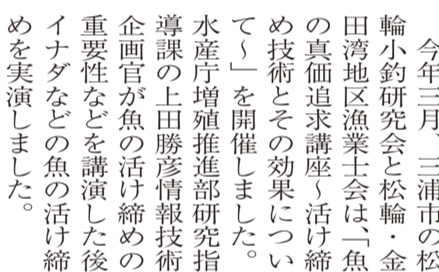 今年三月、三浦市の松
輪小釣研究会と松輪・金
田湾地区漁業士会は、「魚
の真価追求講座～活け締
め技術とその効果につい
て～」を開催しました。
水産庁増殖推進部研究指
導課の上田勝彦情報技術
企画官が魚の活け締めの
重要性などを講演した後
イナダなどの魚の活け締
めを実演しました。